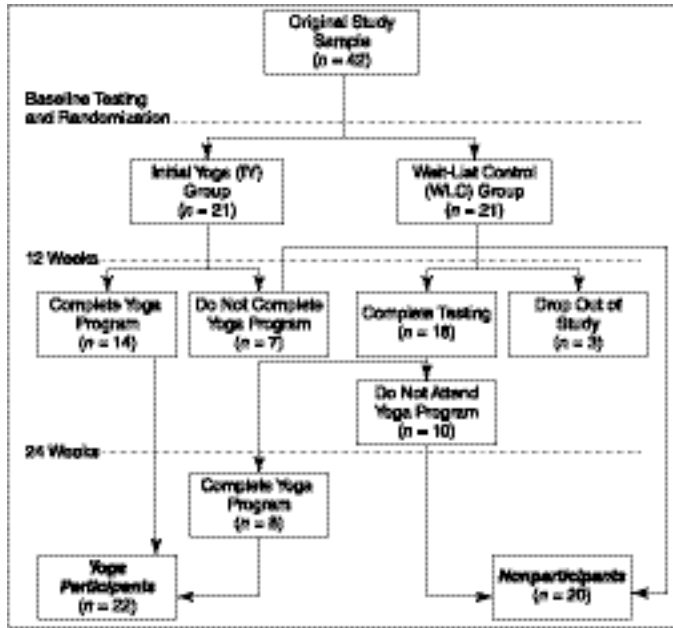 Original Study
Sample
(n = 42)
Baseline Testing
and Randomization
Initial Yoga (IY)
Group
(n = 21)
Wait-List Control
(WLC) Group
(n = 21)
12 Weeks
Complete Yoga
Program
(n = 14)
Do Not Complete
Yoga Program
(n = 7)
Complete Testing
(n = 18)
Drop Out of
Study
(n = 3)
Do Not Attend
Yoga Program
(n = 10)
24 Weeks
Complete Yoga
Program
(n = 8)
Yoga
Participants
(n = 22)
Nonparticipants
(n = 20)